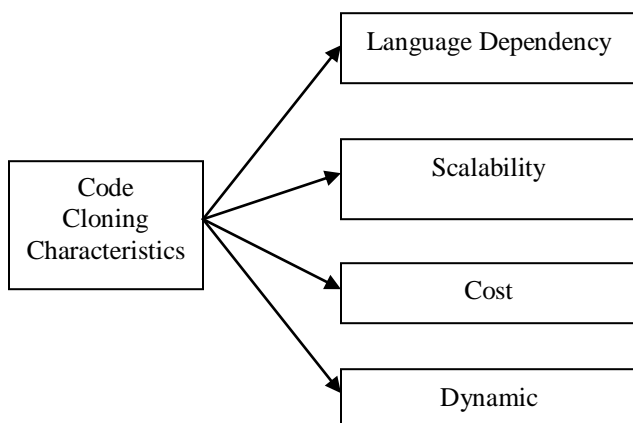 Language Dependency
Scalability
Code
Cloning
Characteristics
Cost
Dynamic